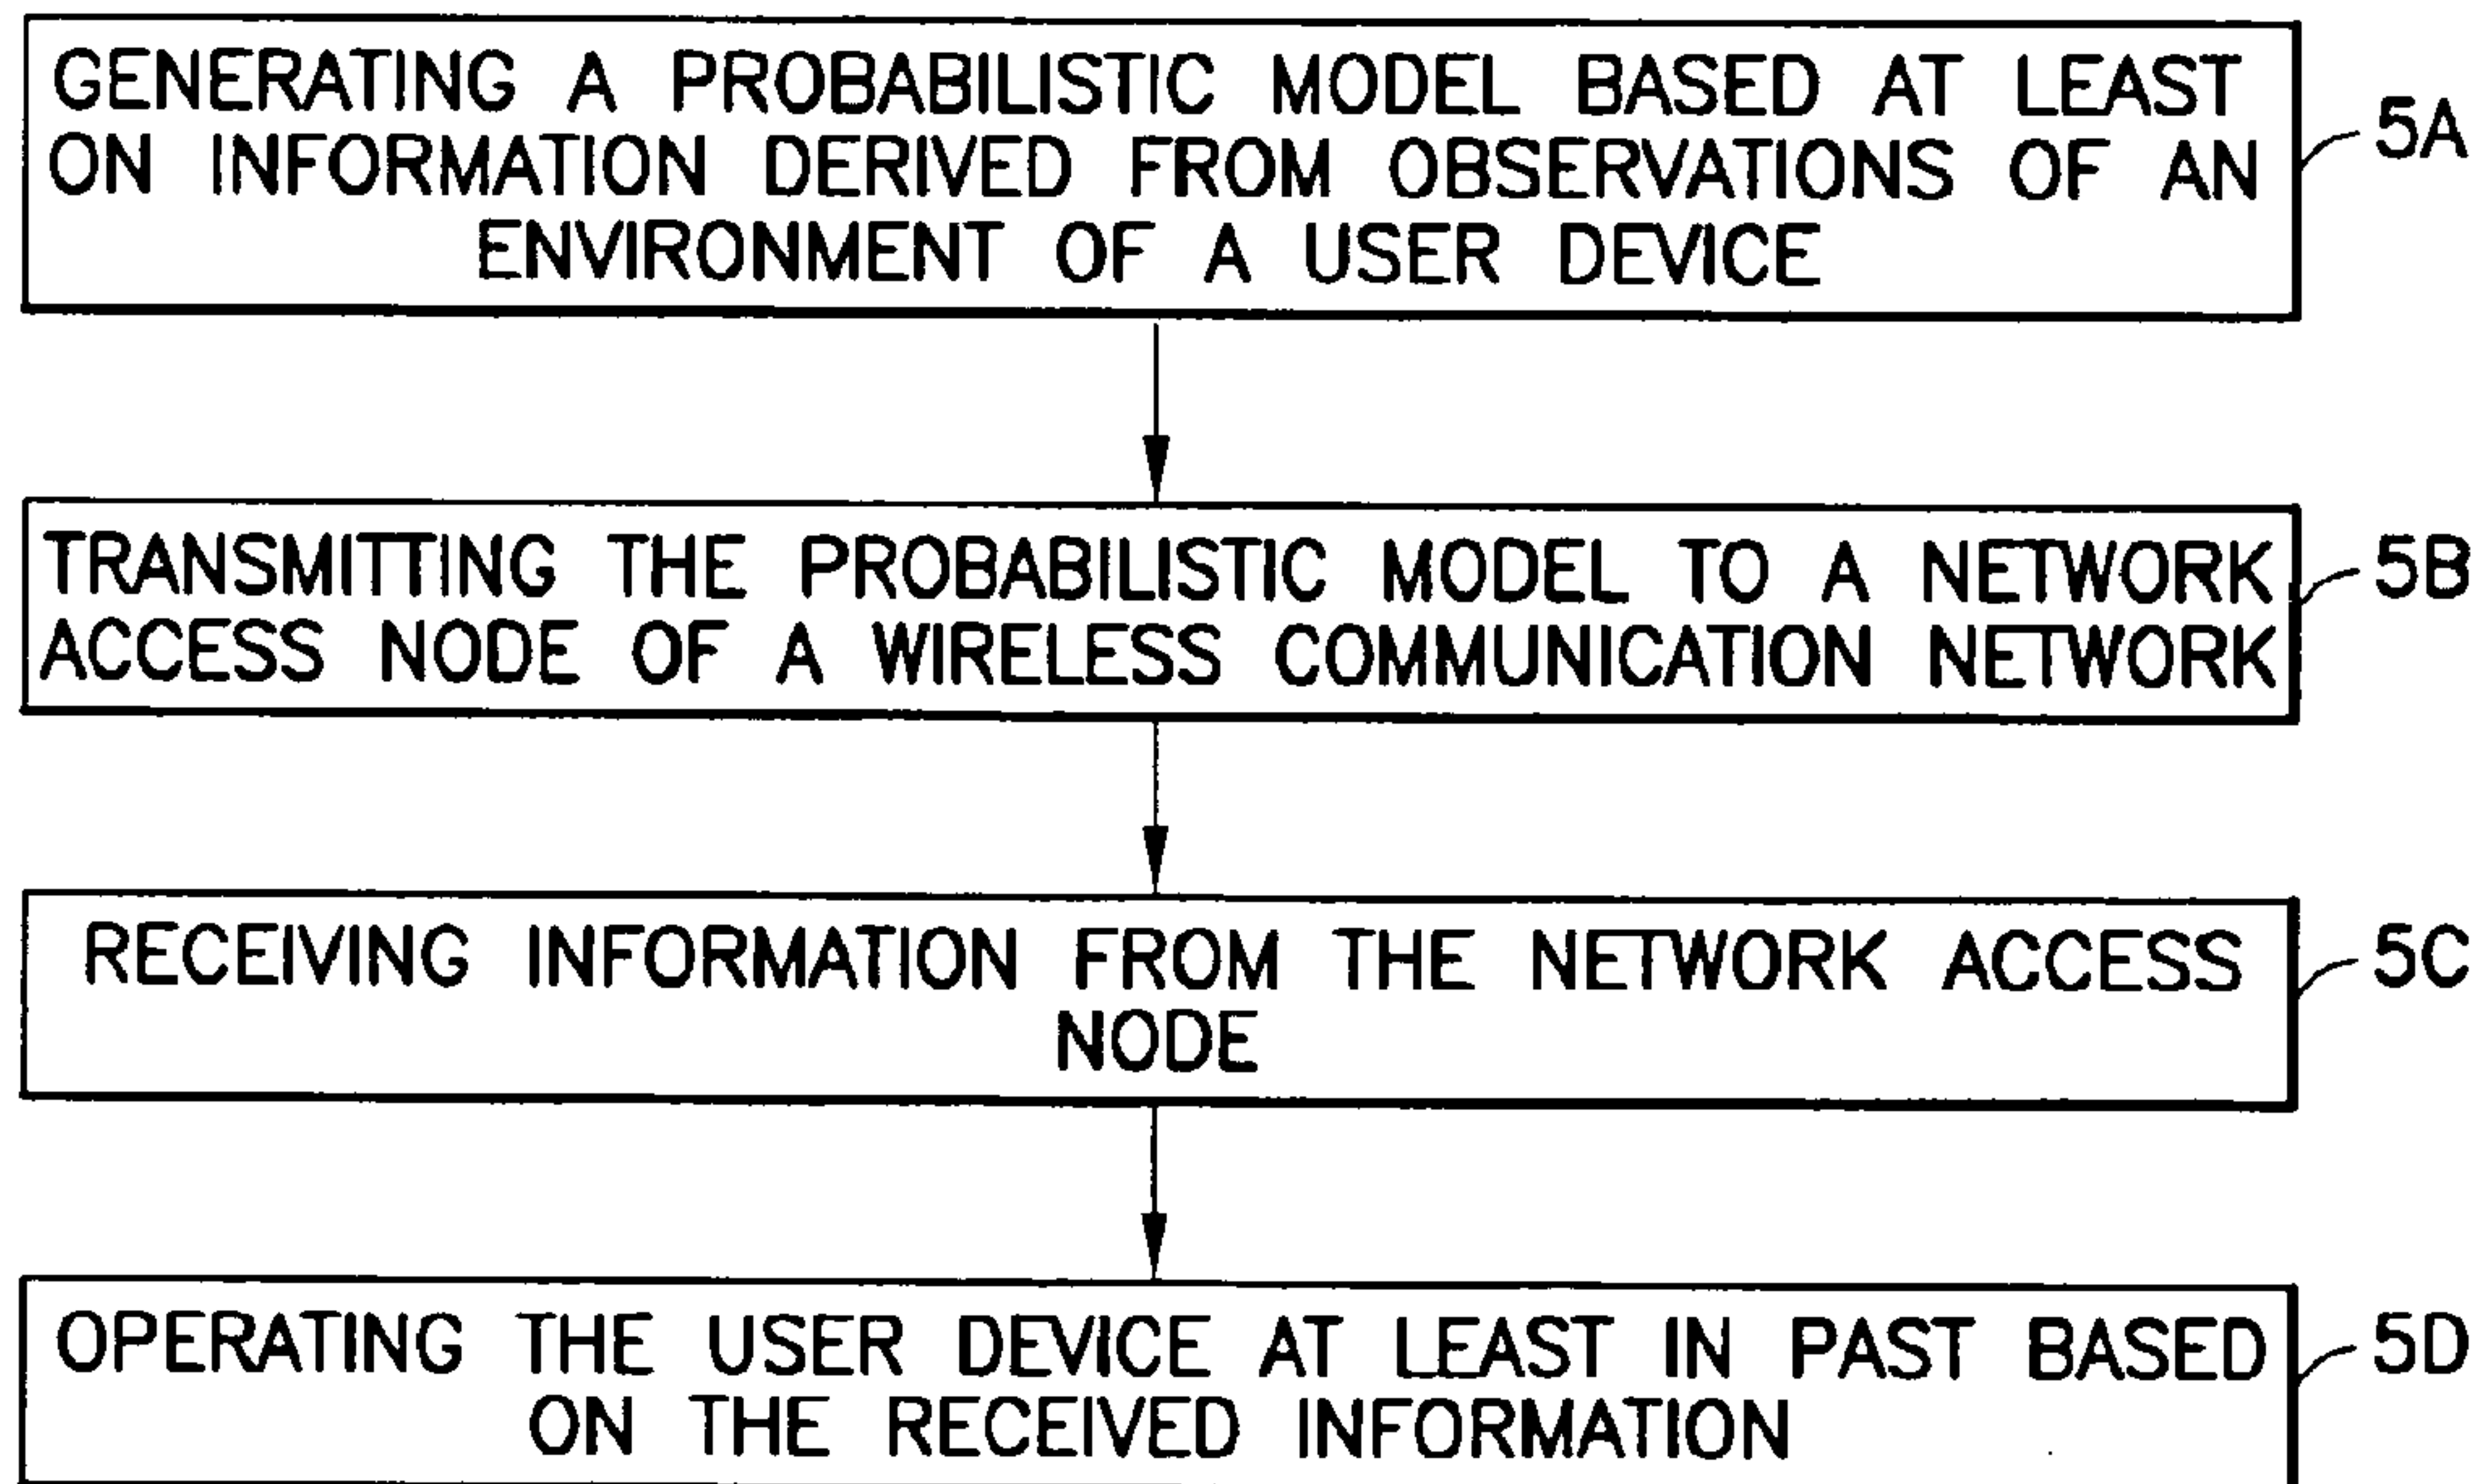 GENERATING A PROBABILISTIC MODEL BASED AT LEAST
ON INFORMATION DERIVED FROM OBSERVATIONS OF AN
ENVIRONMENT OF A USER DEVICE
5A
TRANSMITTING THE PROBABILISTIC MODEL TO A NETWORK
ACCESS NODE OF A WIRELESS COMMUNICATION NETWORK
5B
RECEIVING INFORMATION FROM THE NETWORK ACCESS
NODE
5C
OPERATING THE USER DEVICE AT LEAST IN PAST BASED
ON THE RECEIVED INFORMATION
5D